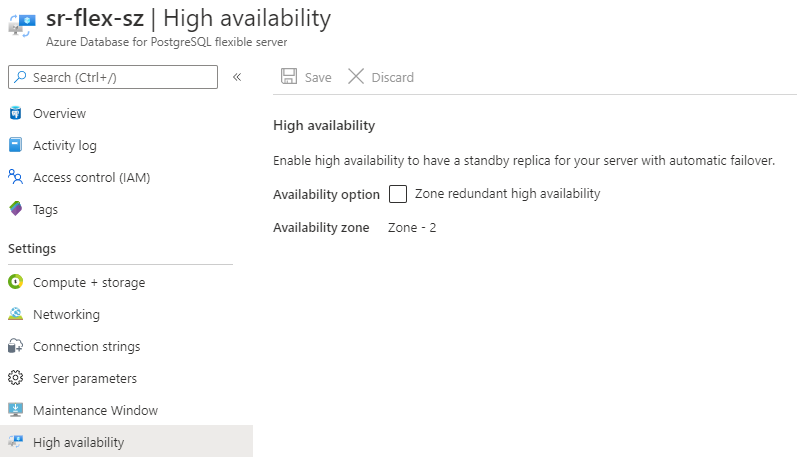 sr-flex-sz | High availability
Azure Database for PostgreSQL flexible server
Search (Ctrl+/)
«
Overview
Activity log
Access control (IAM)
Tags
Settings
Compute + storage
Networking
Connection strings
Server parameters
Maintenance Window
High availability
Save
Discard
High availability
Enable high availability to have a standby replica for your server with automatic failover.
Availability option
Zone redundant high availability
Availability zone
Zone - 2